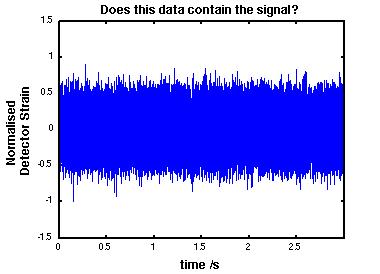 Does this data contain the signal?
1.5
1
0.5
0
-0.5
-1
-1.5
Normalised
Detector Strain
0 0.5 1 1.5 2 2.5
time /s